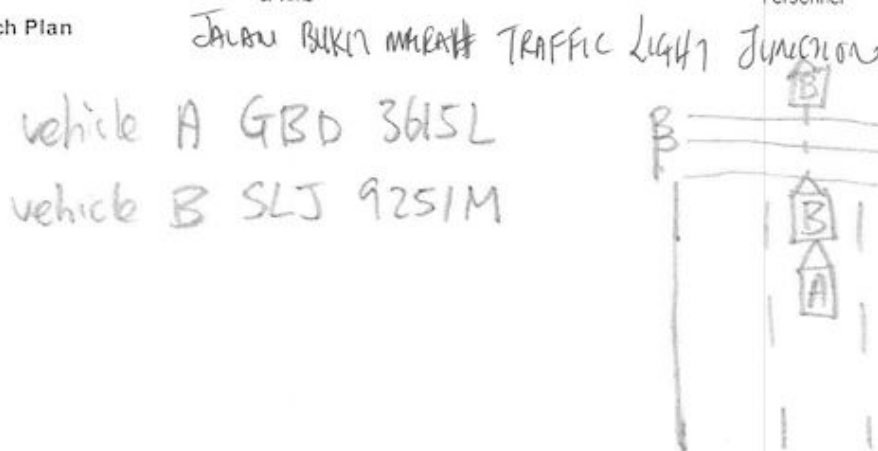 ch Plan
JALAN BUKIT MERAH TRAFFIC LIGHT JUNCTION
B
vehicle A GBD 3615L
vehicle B SLJ 9251M
B
A